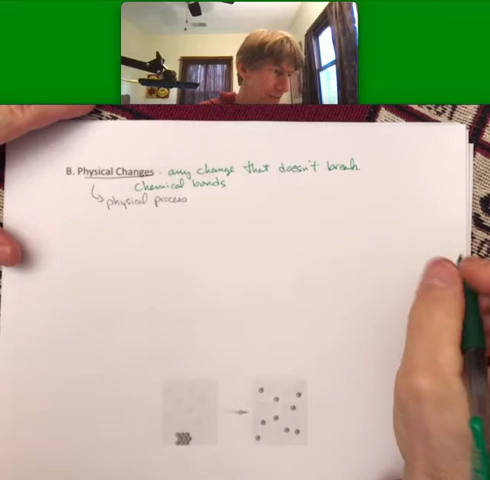 B. Physical Changes - any change that doesn't break
chemical bonds
physical process